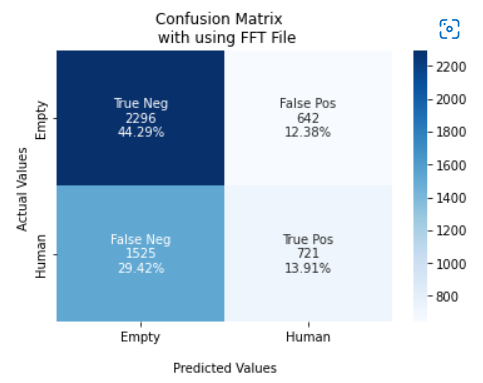 Confusion Matrix
with using FFT File
True Neg
2296
44.29%
False Pos
642
12.38%
False Neg
1525
29.42%
True Pos
721
13.91%
Empty
Human
Actual Values
Empty
Human
Predicted Values
2200
2000
1800
1600
1400
1200
1000
800